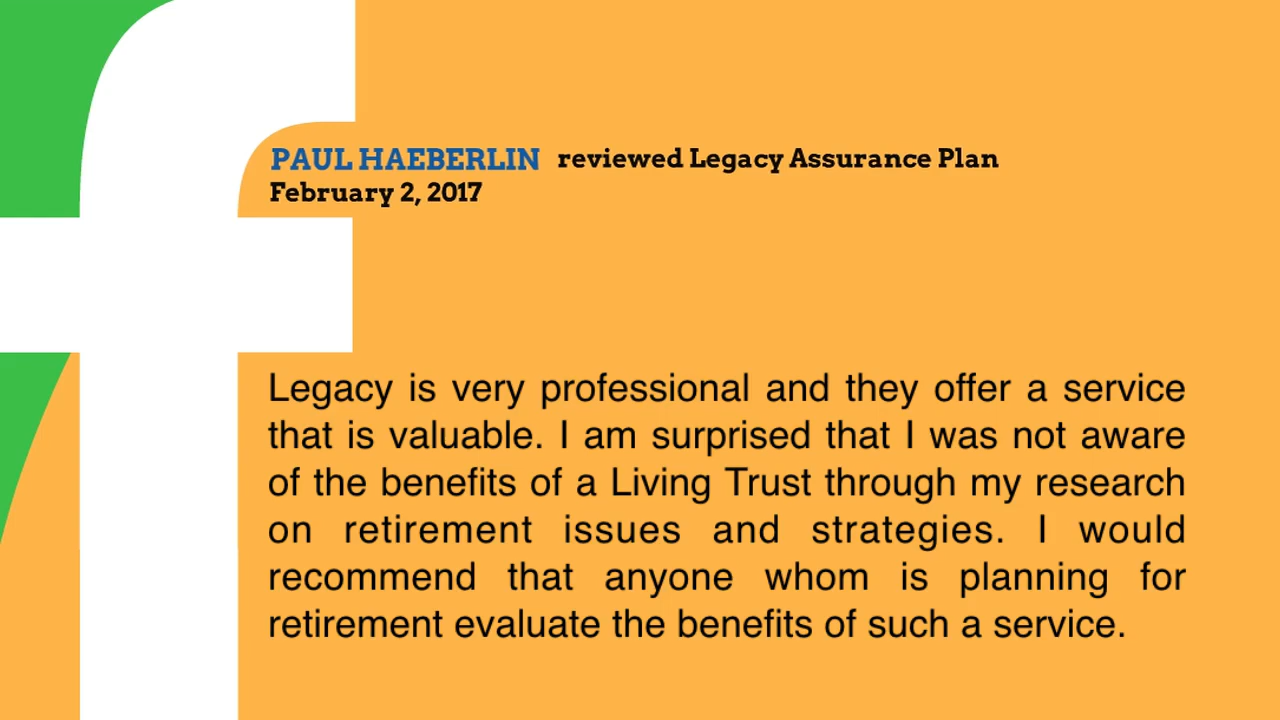 PAUL HAEBERLIN reviewed Legacy Assurance Plan
February 2, 2017
Legacy is very professional and they offer a service
that is valuable. I am surprised that I was not aware
of the benefits of a Living Trust through my research
on retirement issues and strategies. I would
recommend that anyone whom is planning for
retirement evaluate the benefits of such a service.